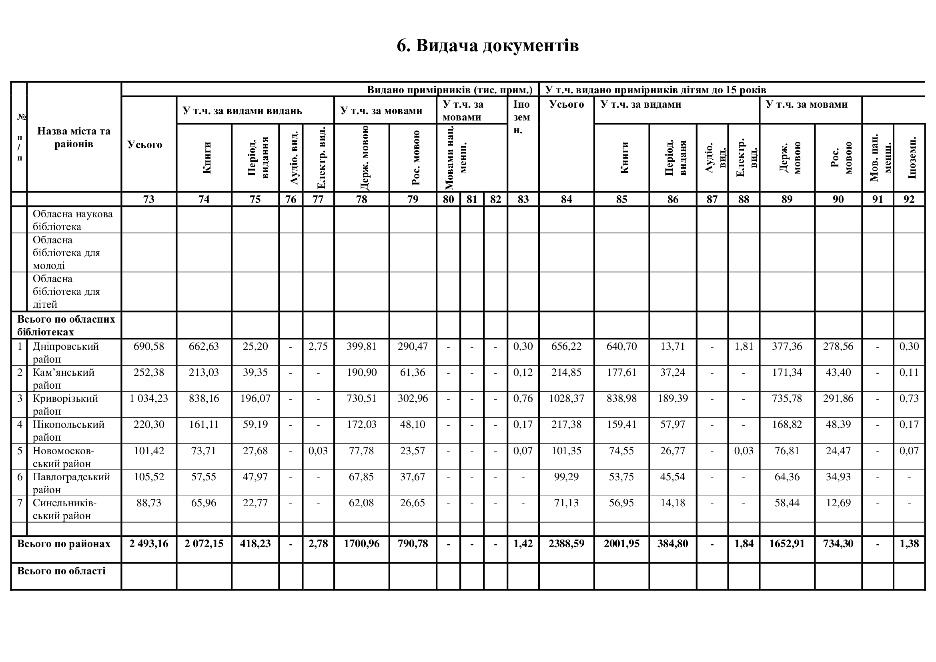 6. Видача документів
№ п / п
Назва міста та районів
Видано примірників (тис. прим.)
У т.ч. видано примірників дітям до 15 років
Усього
У т.ч. за видами видань
У т.ч. за мовами
У т.ч. за мовами
Іно зем н.
Усього
У т.ч. за видами
У т.ч. за мовами
Книги
Період. видання
Аудіо. вид.
Електр. вид.
Держ. мовою
Рос. мовою
Мовами нац. менш.
Книги
Період. виданя
Аудіо. вид.
Електр. вид.
Держ. мовою
Рос. мовою
Мов. нац. менш.
Іноземн.
73 74 75 76 77 78 79 80 81 82 83 84 85 86 87 88 89 90 91 92
Обласна наукова
бібліотека
Обласна
бібліотека для
молоді
Обласна
бібліотека для
дітей
Всього по обласних
бібліотеках
1 Дніпровський 690,58 662,63 25,20 - 2,75 399,81 290,47 - - - 0,30 656,22 640,70 13,71 - 1,81 377,36 278,56 - 0,30
район
2 Кам’янський 252,38 213,03 39,35 - - 190,90 61,36 - - - 0,12 214,85 177,61 37,24 - - 171,34 43,40 - 0,11
район
3 Криворізький 1 034,23 838,16 196,07 - - 730,51 302,96 - - - 0,76 1028,37 838,98 189.39 - - 735,78 291,86 - 0,73
район
4 Нікопольський 220,30 161,11 59,19 - - 172,03 48,10 - - - 0,17 217,38 159,41 57,97 - - 168,82 48.39 - 0,17
район
5 Новомосков- 101,42 73,71 27,68 - 0,03 77,78 23,57 - - - 0,07 101,35 74,55 26,77 - 0,03 76,81 24,47 - 0,07
ський район
6 Павлоградський 105,52 57,55 47,97 - - 67,85 37,67 - - - - 99,29 53,75 45,54 - - 64,36 34,93 - -
район
7 Синельників- 88,73 65,96 22,77 - - 62,08 26,65 - - - - 71,13 56,95 14,18 - - 58,44 12,69 - -
ський район
Всього по районах 2 493,16 2 072,15 418,23 - 2,78 1700,96 790,78 - - - 1,42 2388,59 2001,95 384,80 - 1,84 1652,91 734,30 - 1,38
Всього по області